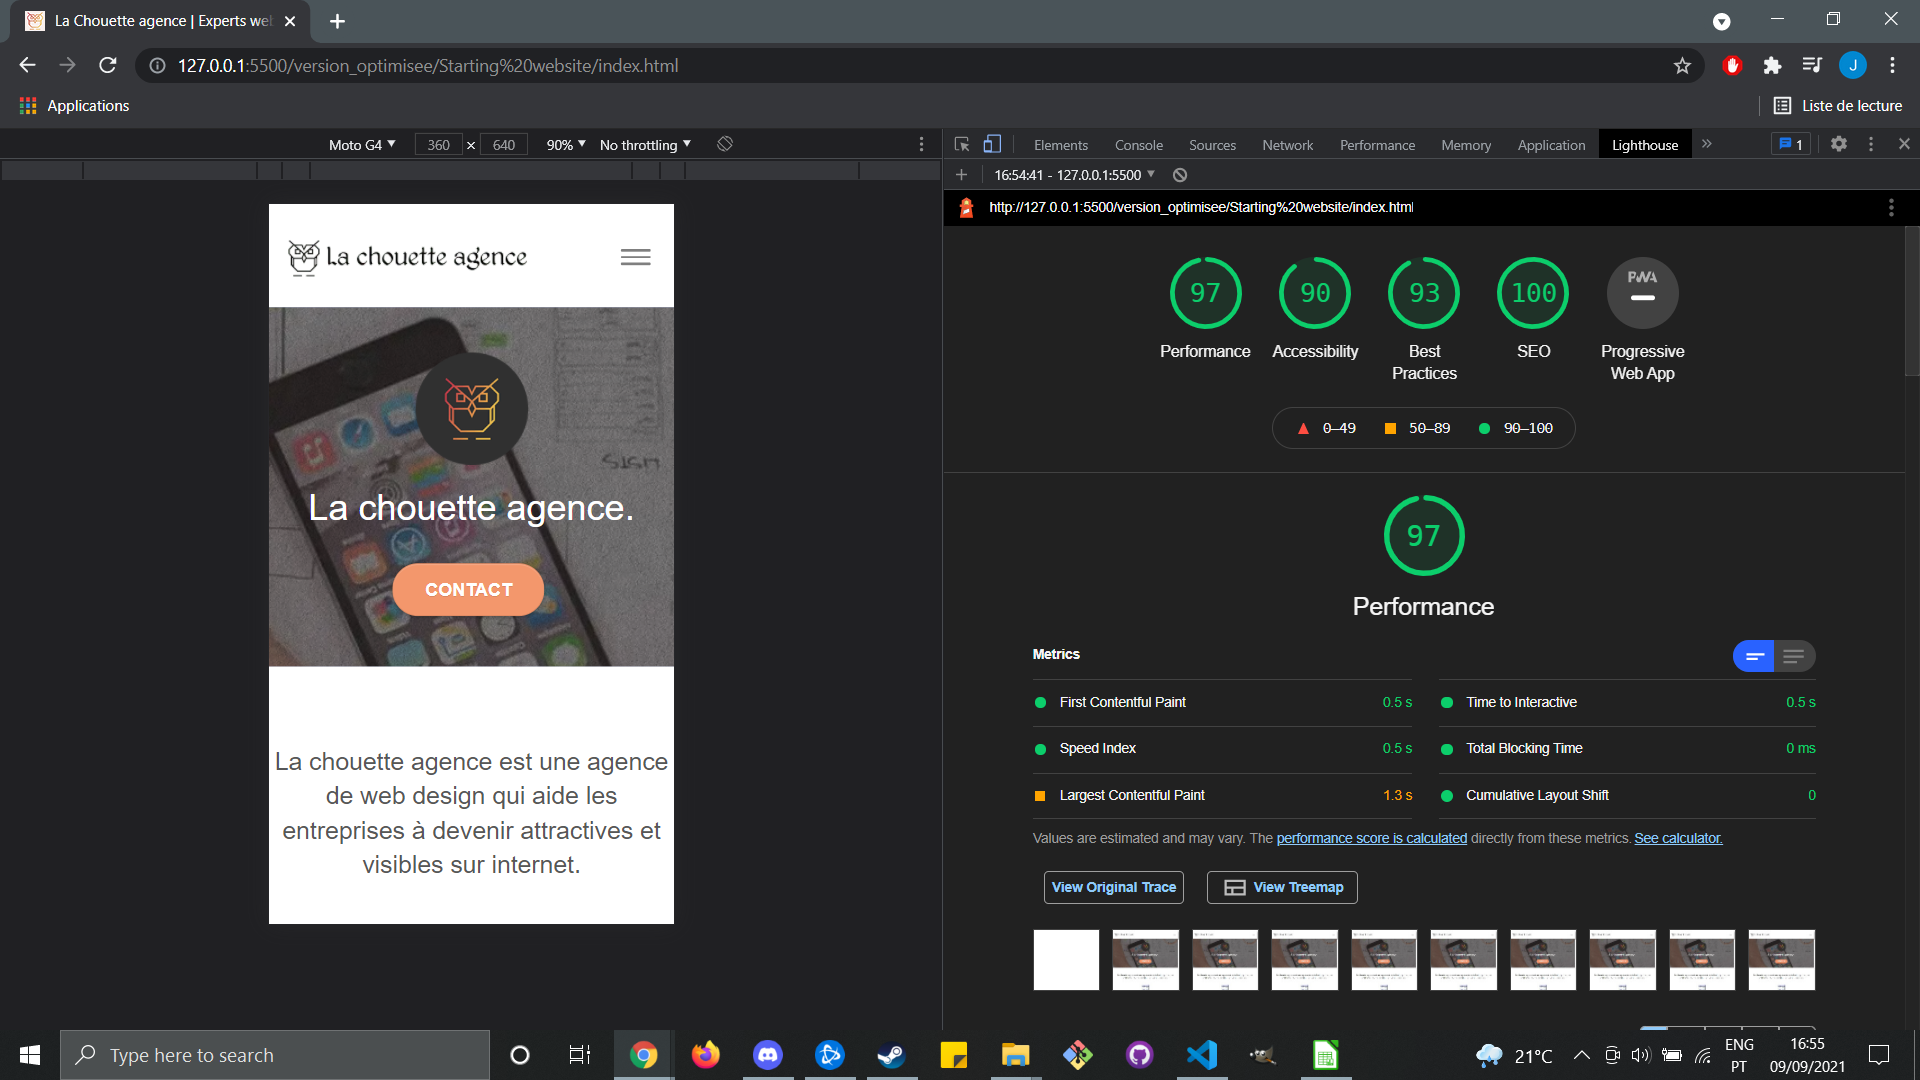 La Chouette agence | Experts web
127.0.0.1:5500/version_optimisee/Starting%20website/index.html
J
Applications
Liste de lecture
Moto G4 360 × 640 90% No throttling
Elements Console Sources Network Performance Memory Application Lighthouse » 1
16:54:41 - 127.0.0.1:5500
http://127.0.0.1:5500/version_optimisee/Starting%20website/index.html
La chouette agence
97 90 93 100 PWA
Performance Accessibility Best Practices SEO Progressive Web App
0–49 50–89 90–100
La chouette agence.
CONTACT
La chouette agence est une agence
de web design qui aide les
entreprises à devenir attractives et
visibles sur internet.
97
Performance
Metrics
First Contentful Paint 0.5 s
Time to Interactive 0.5 s
Speed Index 0.5 s
Total Blocking Time 0 ms
Largest Contentful Paint 1.3 s
Cumulative Layout Shift 0
Values are estimated and may vary. The performance score is calculated directly from these metrics. See calculator.
View Original Trace View Treemap
Type here to search
21°C
ENG
PT
16:55
09/09/2021